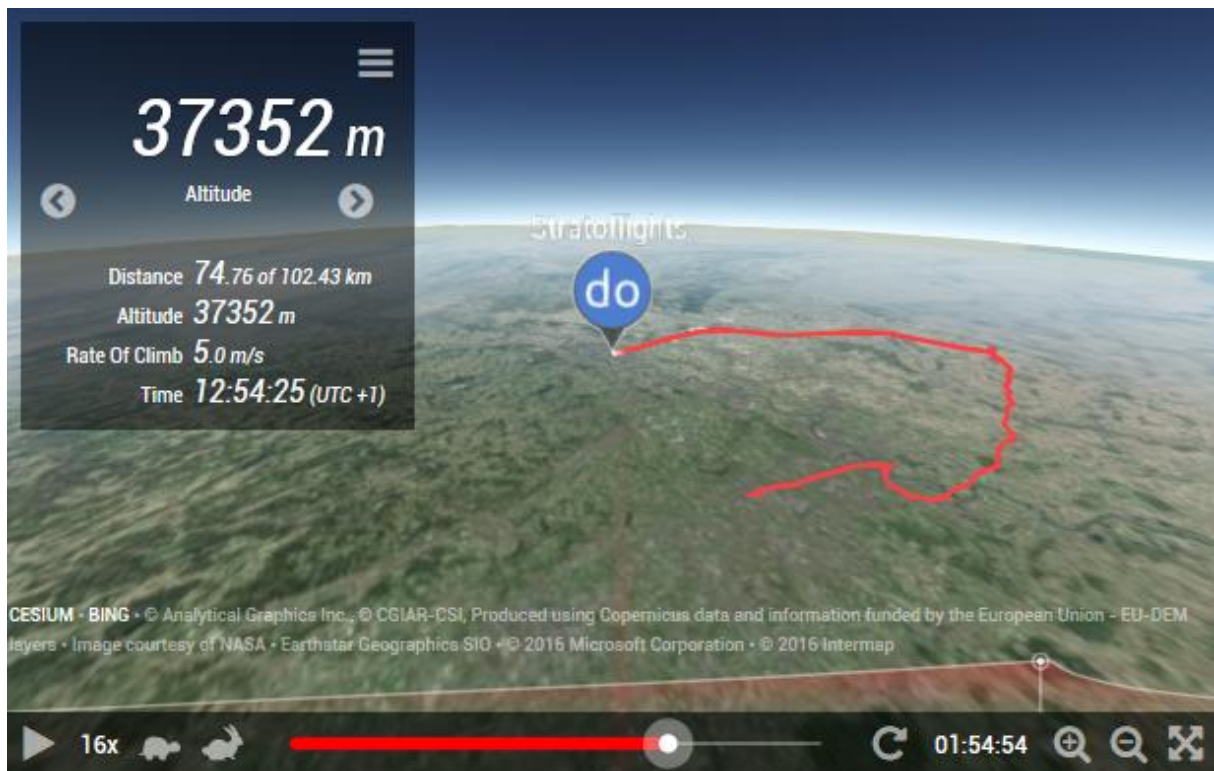 37352 m
Altitude
Stratoflights
do
Distance 74.76 of 102.43 km
Altitude 37352 m
Rate Of Climb 5.0 m/s
Time 12:54:25 (UTC +1)
CESIUM • BING • © Analytical Graphics Inc., © CGIAR-CSI, Produced using Copernicus data and information funded by the European Union - EU-DEM
layers • Image courtesy of NASA • Earthstar Geographics SIO • © 2016 Microsoft Corporation • © 2016 Intermap
16x
01:54:54